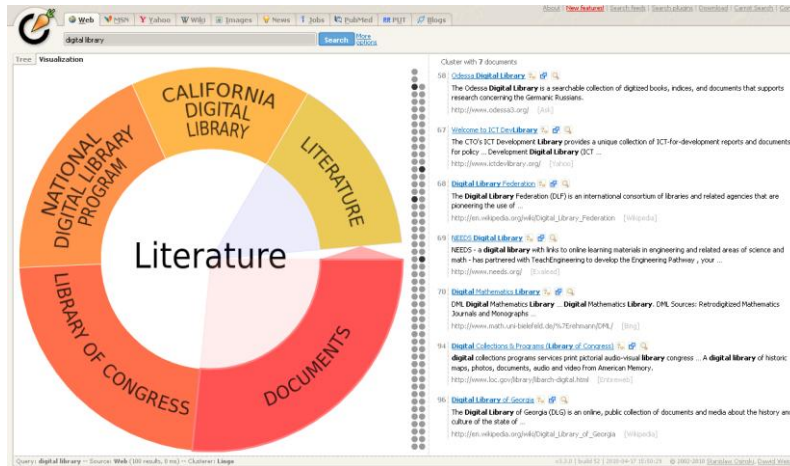 About | New features! | Search feeds | Search plugins | Download | Carrot Search |
Web MSN Yahoo Wiki Images News Jobs PubMed PUT Blogs
digital library
Search
More options
Tree Visualization
CALIFORNIA DIGITAL LIBRARY
LITERATURE
NATIONAL DIGITAL LIBRARY PROGRAM
Literature
LIBRARY OF CONGRESS
DOCUMENTS
Cluster with 7 documents
58 Odessa Digital Library
The Odessa Digital Library is a searchable collection of digitized books, indices, and documents that supports
research concerning the Germanic Russians.
http://www.odessa3.org/ [Ask]
67 Welcome to ICT DevLibrary
The CTO's ICT Development Library provides a unique collection of ICT-for-development reports and documents
for policy ... Development Digital Library (ICT ...
http://www.ictdevlibrary.org/ [Yahoo]
68 Digital Library Federation
The Digital Library Federation (DLF) is an international consortium of libraries and related agencies that are
pioneering the use of ...
http://en.wikipedia.org/wiki/Digital_Library_Federation [Wikipedia]
69 NEEDS Digital Library
NEEDS - a digital library with links to online learning materials in engineering and related areas of science and
math - has partnered with TeachEngineering to develop the Engineering Pathway , your ...
http://www.needs.org/ [Exalead]
70 Digital Mathematics Library
DML Digital Mathematics Library ... Digital Mathematics Library. DML Sources: Retrodigitized Mathematics
Journals and Monographs ...
http://www.math.uni-bielefeld.de/%7Erehmann/DML/ [Bing]
94 Digital Collections & Programs (Library of Congress)
digital collections programs services print pictorial audio-visual library congress ... A digital library of historic
maps, photos, documents, audio and video from American Memory.
http://www.loc.gov/library/libarch-digital.html [Entireweb]
96 Digital Library of Georgia
The Digital Library of Georgia (DLG) is an online, public collection of documents and media about the history and
culture of the state of ...
http://en.wikipedia.org/wiki/Digital_Library_of_Georgia [Wikipedia]
Query: digital library -- Source: Web (100 results, 0 ms) -- Clusterer: Lingo
© 2002-2010 Stanislaw Osinski, Dawid